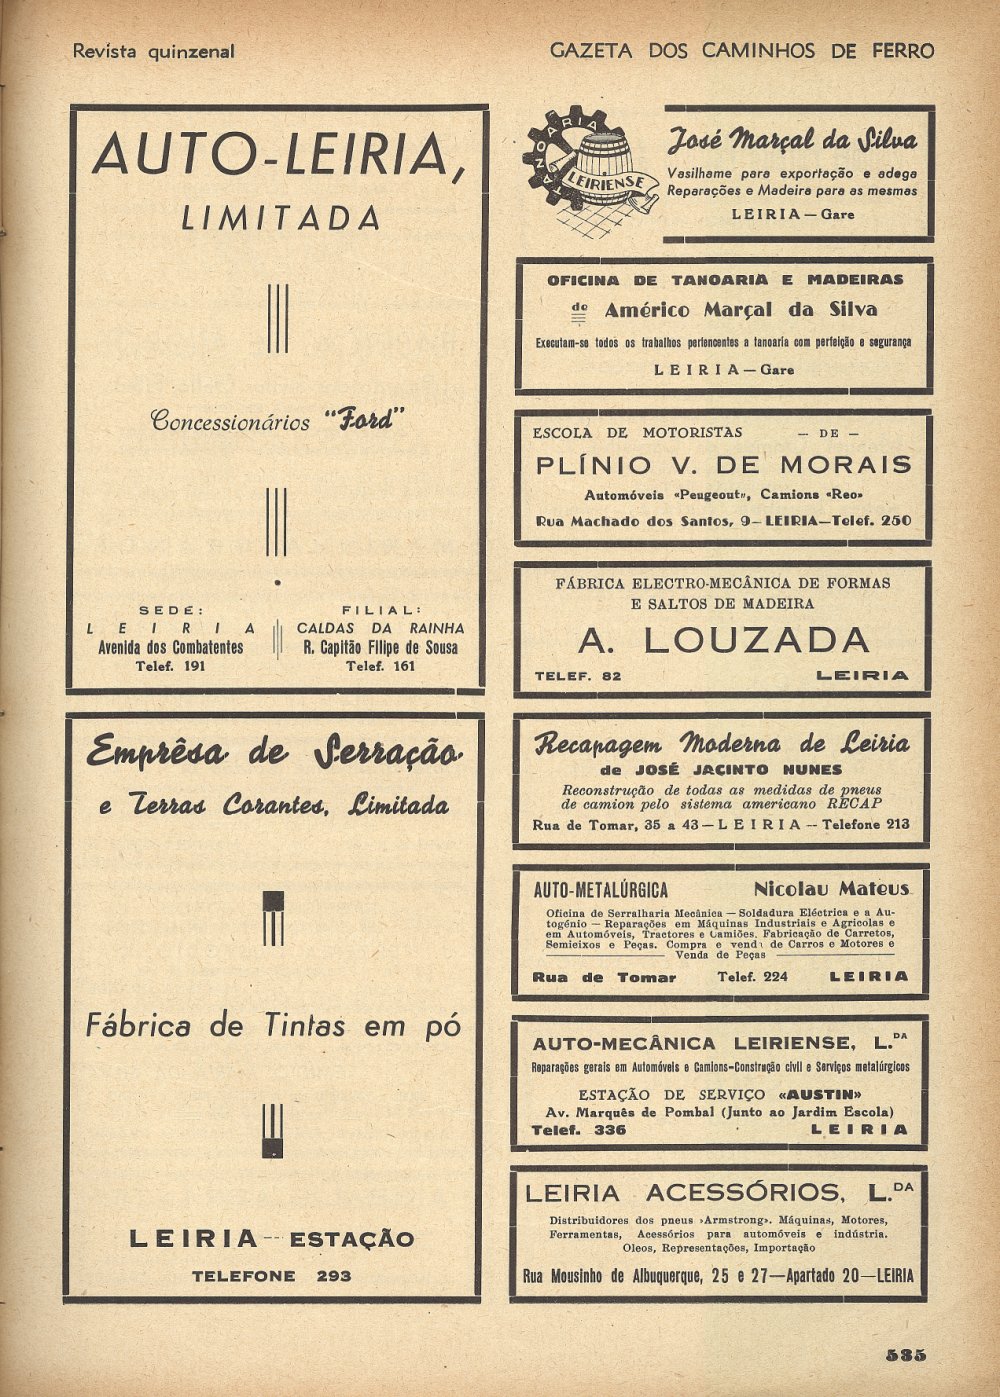 Revista quinzenal
GAZETA DOS CAMINHOS DE FERRO
AUTO-LEIRIA,
LIMITADA
Concessionários "Ford"
SEDE:
LEIRIA
Avenida dos Combatentes
Telef. 191
FILIAL:
CALDAS DA RAINHA
R. Capitão Filipe de Sousa
Telef. 161
Emprêsa de Serração
e Terras Corantes, Limitada
Fábrica de Tintas em pó
LEIRIA -- ESTAÇÃO
TELEFONE 293
TANOARIA
LEIRIENSE
José Marçal da Silva
Vasilhame para exportação e adega
Reparações e Madeira para as mesmas
LEIRIA — Gare
OFICINA DE TANOARIA E MADEIRAS
de Américo Marçal da Silva
Executam-se todos os trabalhos pertencentes a tanoaria com perfeição e segurança
LEIRIA — Gare
ESCOLA DE MOTORISTAS — DE —
PLÍNIO V. DE MORAIS
Automóveis «Peugeout», Camions «Reo»
Rua Machado dos Santos, 9 — LEIRIA — Telef. 250
FÁBRICA ELECTRO-MECÂNICA DE FORMAS
E SALTOS DE MADEIRA
A. LOUZADA
TELEF. 82 LEIRIA
Recapagem Moderna de Leiria
de JOSÉ JACINTO NUNES
Reconstrução de todas as medidas de pneus
de camion pelo sistema americano RECAP
Rua de Tomar, 35 a 43 — LEIRIA -- Telefone 213
AUTO-METALÚRGICA Nicolau Mateus
Oficina de Serralharia Mecânica — Soldadura Eléctrica e a Au-
togénio — Reparações em Máquinas Industriais e Agrícolas e
em Automóveis, Tractores e Camiões. Fabricação de Carretos,
Semieixos e Peças. Compra e vend de Carros e Motores e
Venda de Peças
Rua de Tomar Telef. 224 LEIRIA
AUTO-MECÂNICA LEIRIENSE, L.DA
Reparações gerais em Automóveis e Camions-Construção civil e Serviços metalúrgicos
ESTAÇÃO DE SERVIÇO «AUSTIN»
Av. Marquês de Pombal (Junto ao Jardim Escola)
Telef. 336 LEIRIA
LEIRIA ACESSÓRIOS, L.DA
Distribuidores dos pneus ›Armstrong». Máquinas, Motores,
Ferramentas, Acessórios para automóveis e indústria.
Oleos, Representações, Importação
Rua Mousinho de Albuquerque, 25 e 27 — Apartado 20 — LEIRIA
535